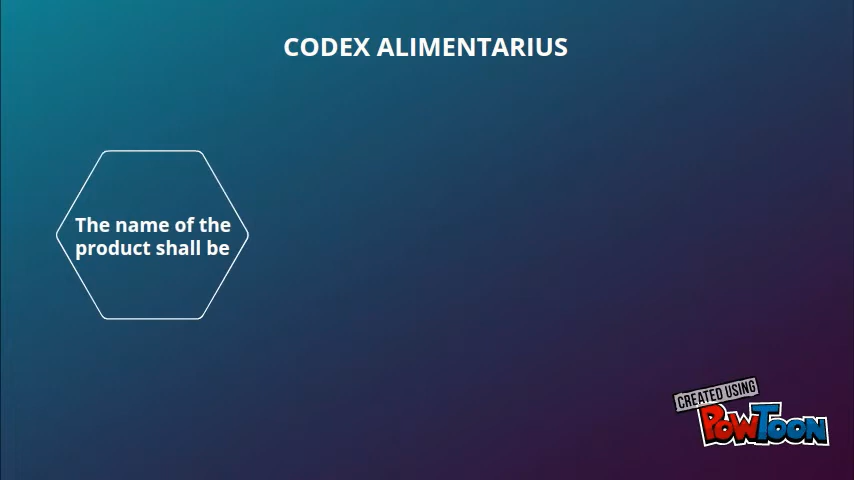 CODEX ALIMENTARIUS
The name of the
product shall be
CREATED USING
POWTOON